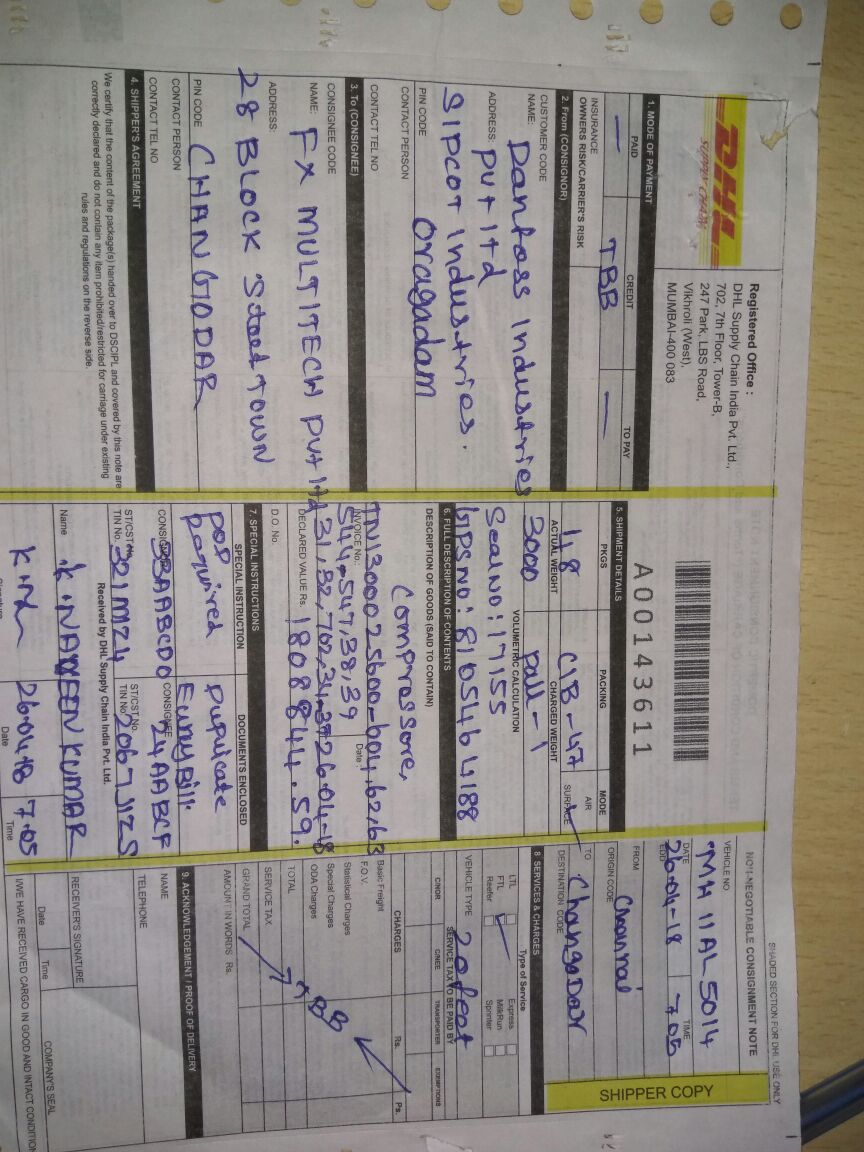 SHADED SECTION FOR DHL USE ONLY
DHL
SUPPLY CHAIN
Registered Office :
DHL Supply Chain India Pvt. Ltd.,
702, 7th Floor, Tower-B,
247 Park, LBS Road,
Vikhroli (West),
MUMBAI-400 083
A00143611
NON-NEGOTIABLE CONSIGNMENT NOTE
VEHICLE NO
MH 11 AL 5014
DATE TIME
26-04-18 7.05
EDD
SHIPPER COPY
1. MODE OF PAYMENT
PAID CREDIT TO PAY
— TBB —
INSURANCE
OWNERS RISK/CARRIER'S RISK
2. From (CONSIGNOR)
CUSTOMER CODE
NAME: Danfoss Industries
ADDRESS: Pvt Ltd
SIPCOT Industries.
PIN CODE Oragadam
CONTACT PERSON
CONTACT TEL NO
3. To (CONSIGNEE)
CONSIGNEE CODE
NAME: FX MULTITECH PVT Ltd
ADDRESS:
28 BLOCK Steel TOWN
PIN CODE CHANGODAR
CONTACT PERSON
CONTACT TEL NO
4. SHIPPER'S AGREEMENT
We certify that the content of the package(s) handed over to DSCIPL and covered by this note are
correctly declared and do not contain any item prohibited/restricted for carriage under existing
rules and regulations on the reverse side.
5. SHIPMENT DETAILS
PKGS PACKING MODE
48 C/B-47 AIR
SURFACE
ACTUAL WEIGHT CHARGED WEIGHT
3000 Pall-1
VOLUMETRIC CALCULATION
Seal NO: 17155
GPS NO: 8105464188
6. FULL DESCRIPTION OF CONTENTS
DESCRIPTION OF GOODS (SAID TO CONTAIN)
Compressore,
TN1300025600-604,62,63
INVOICE No.: Date :
544-547,38,39
31,32,702,34-37 26-04-18
DECLARED VALUE Rs. 1808844.59.
D.O. No.
7. SPECIAL INSTRUCTIONS
SPECIAL INSTRUCTION DOCUMENTS ENCLOSED
POD Duplicate
Required Eway Bill.
CONSIGNOR 33AABCD0 CONSIGNEE 24AABCF
ST/CST No. 321M1Z4 ST/CST No. 2067J1ZS
TIN No. TIN No.
Received by DHL Supply Chain India Pvt. Ltd.
Name K. NAVEEN KUMAR
26-04-18 7.05
Signature Date Time
FROM Chennai
ORIGIN CODE
TO Changodar
DESTINATION CODE
8 SERVICES & CHARGES
Type of Service
LTL Express
FTL MilkRun
Reefer Sprinter
VEHICLE TYPE 20 feet
SERVICE TAX TO BE PAID BY
C/NOR C/NEE TRANSPORTER EXEMPTIONS
CHARGES Rs. Ps.
Basic Freight
F.O.V.
Statistical Charges
Special Charges
ODA Charges
TOTAL
SERVICE TAX
GRAND TOTAL
AMOUNT IN WORDS Rs.
9. ACKNOWLEDGEMENT / PROOF OF DELIVERY
NAME
TELEPHONE
RECEIVER'S SIGNATURE COMPANY'S SEAL
Date Time
I/WE HAVE RECEIVED CARGO IN GOOD AND INTACT CONDITION